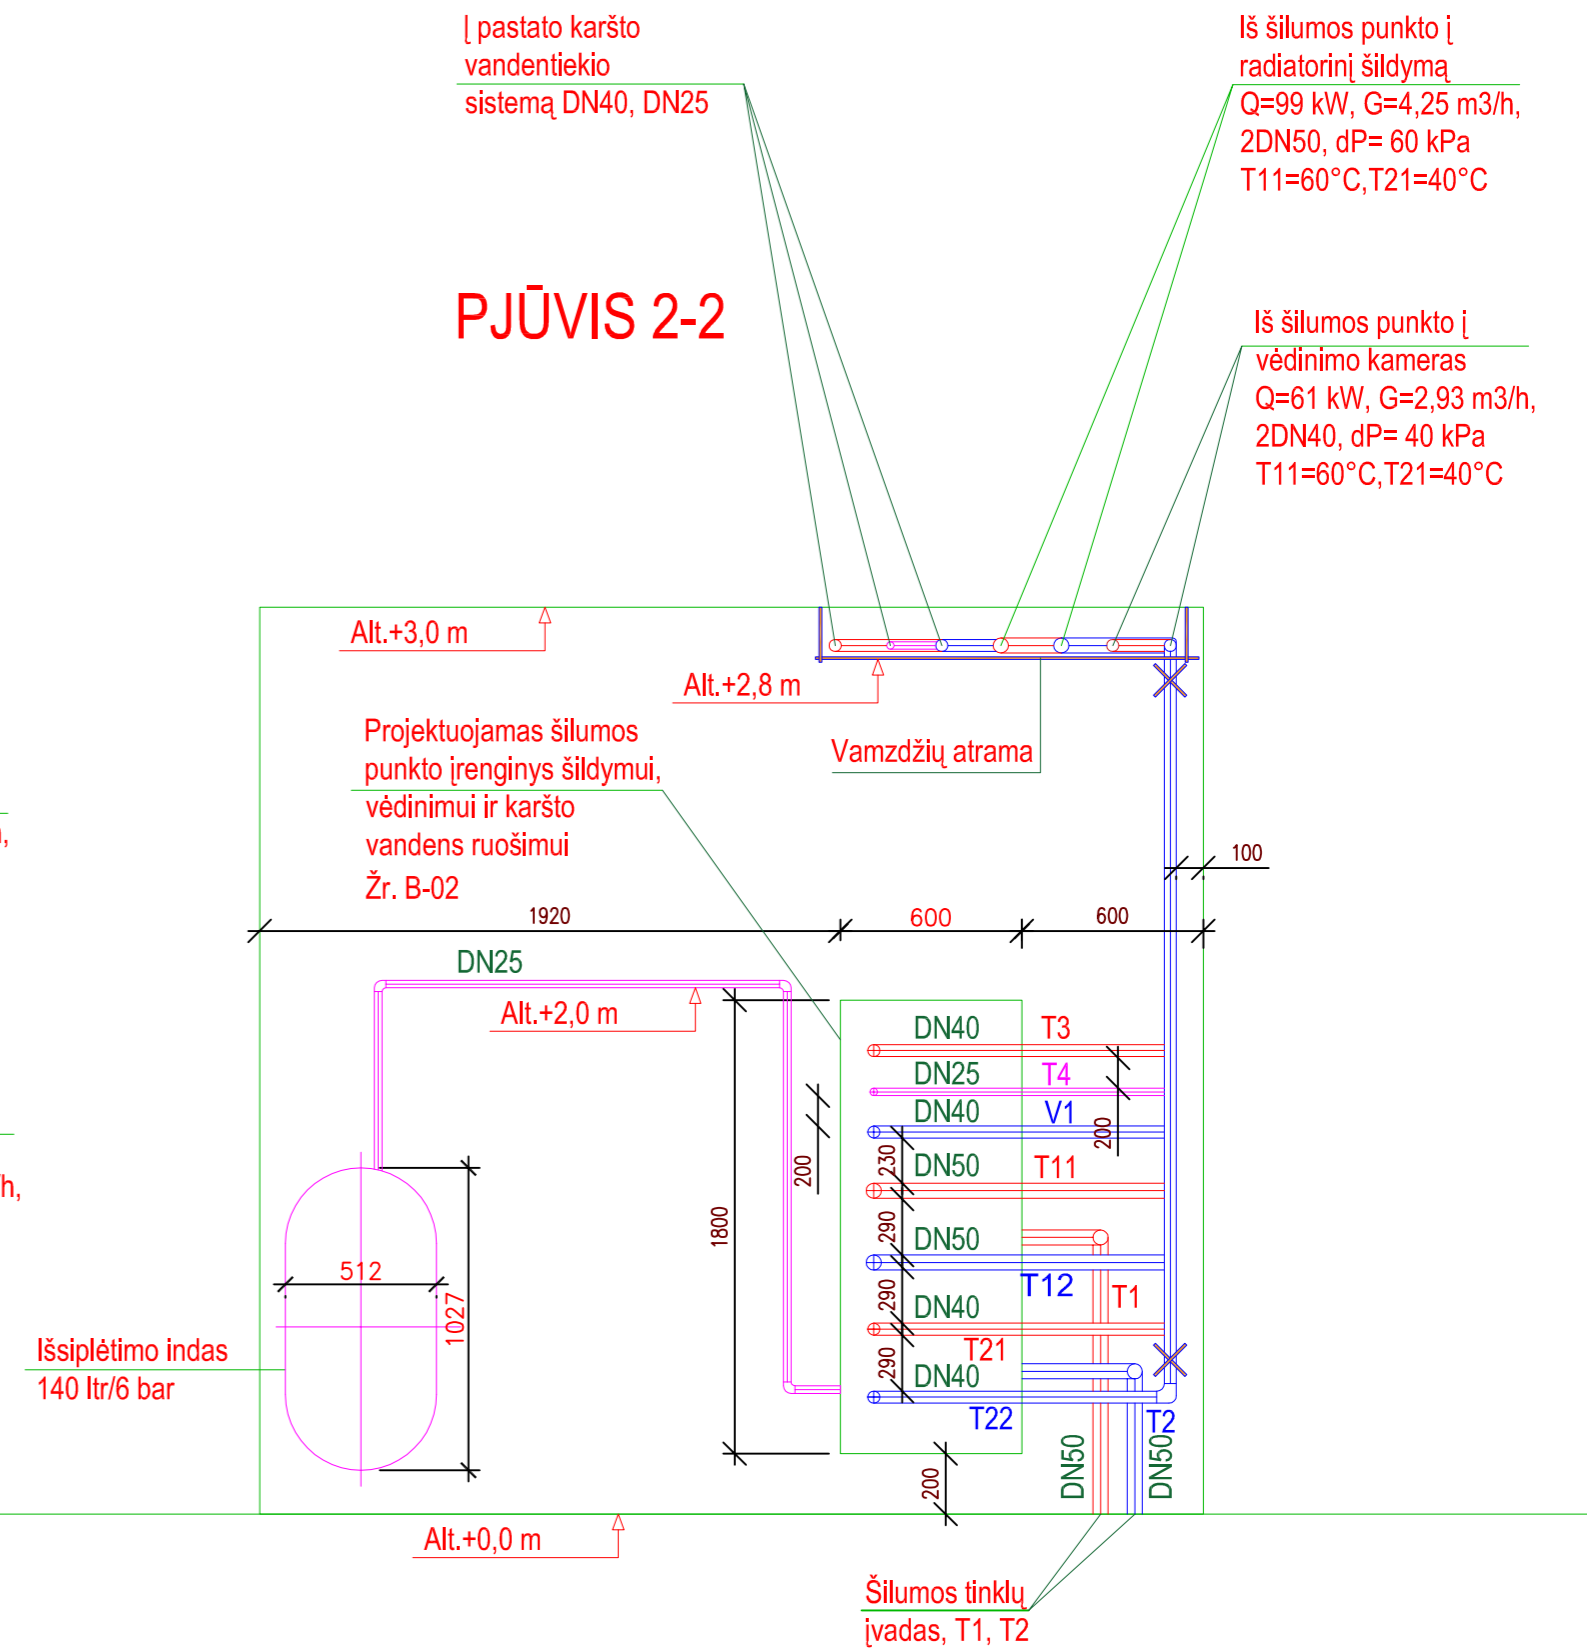 Į pastato karšto
vandentiekio
sistemą DN40, DN25
Iš šilumos punkto į
radiatorinį šildymą
Q=99 kW, G=4,25 m3/h,
2DN50, dP= 60 kPa
T11=60°C,T21=40°C
PJŪVIS 2-2
Iš šilumos punkto į
vėdinimo kameras
Q=61 kW, G=2,93 m3/h,
2DN40, dP= 40 kPa
T11=60°C,T21=40°C
Alt.+3,0 m
Alt.+2,8 m
Vamzdžių atrama
Projektuojamas šilumos
punkto įrenginys šildymui,
vėdinimui ir karšto
vandens ruošimui
Žr. B-02
100
1920
600
600
DN25
Alt.+2,0 m
DN40 T3
DN25 T4
DN40 V1
200
200
230
DN50 T11
1800
290
DN50
T12
T1
290
DN40
T21
290
DN40
T22
T2
512
1027
Išsiplėtimo indas
140 ltr/6 bar
/h,
200
DN50
DN50
Alt.+0,0 m
Šilumos tinklų
įvadas, T1, T2